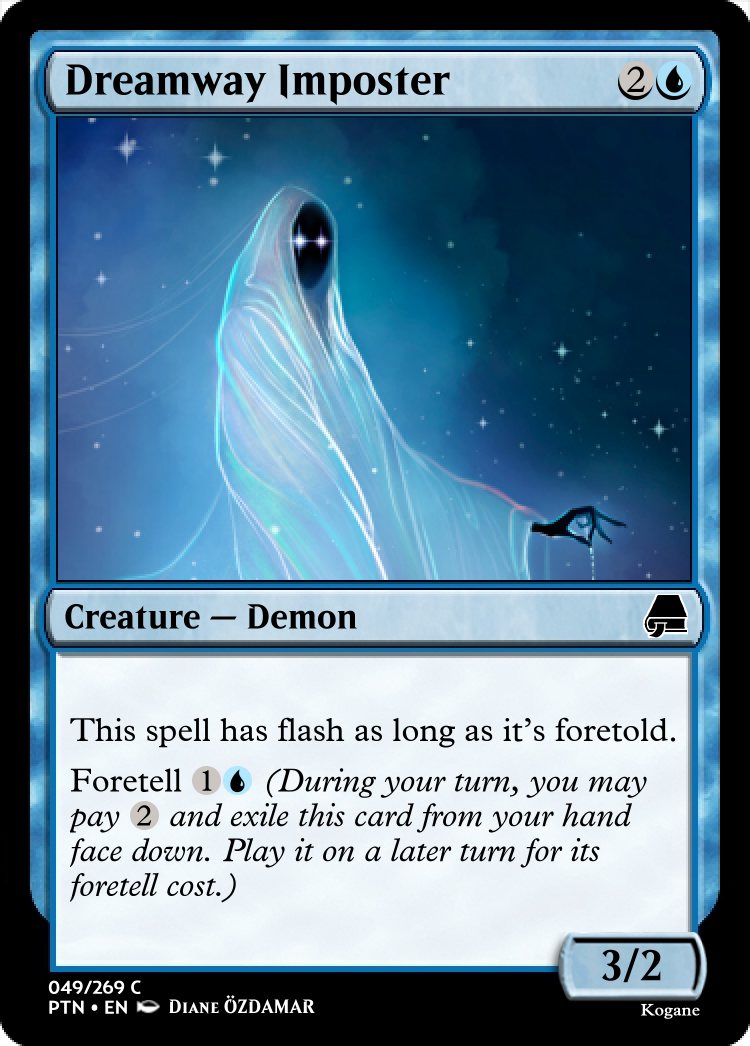 Dreamway Imposter 2
Creature — Demon
This spell has flash as long as it's foretold.
Foretell 1 (During your turn, you may
pay 2 and exile this card from your hand
face down. Play it on a later turn for its
foretell cost.)
3/2
049/269 C
PTN • EN Diane ÖZDAMAR
Kogane